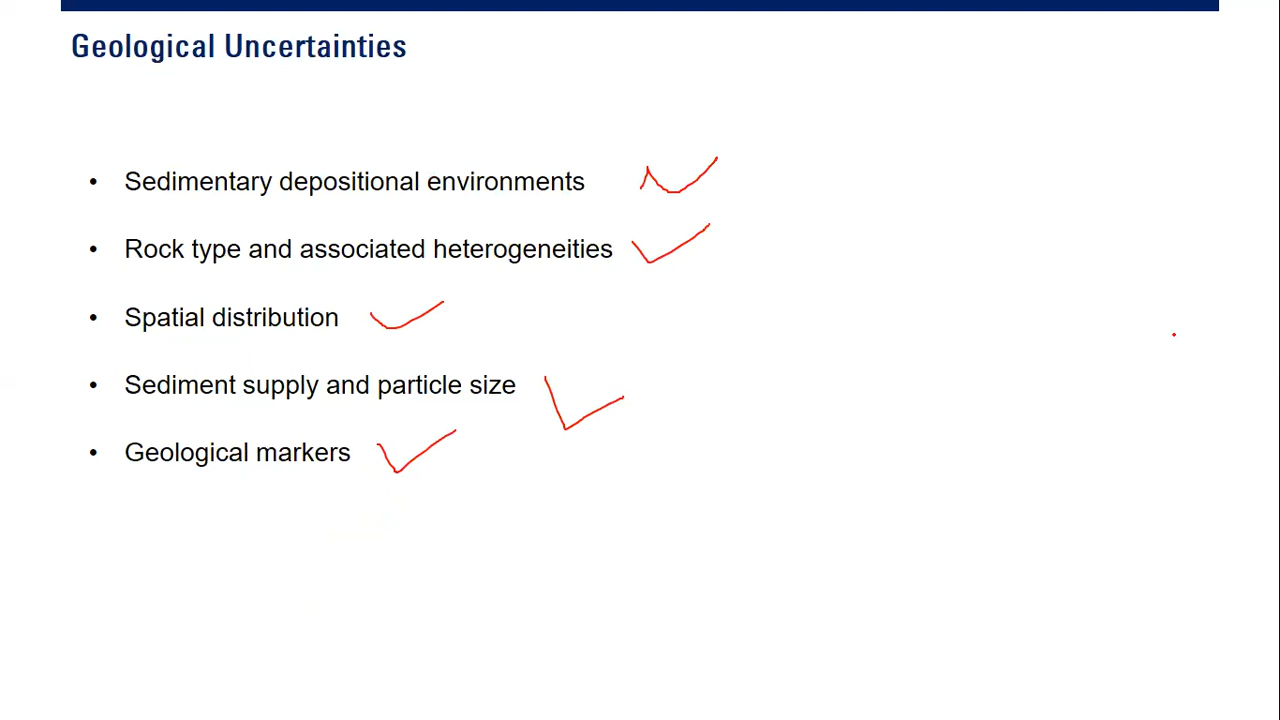 Geological Uncertainties
• Sedimentary depositional environments
• Rock type and associated heterogeneities
• Spatial distribution
• Sediment supply and particle size
• Geological markers